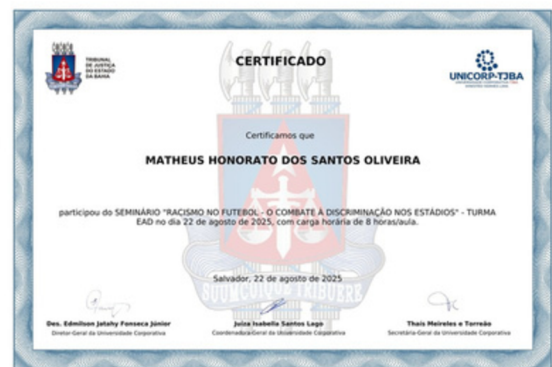 TRIBUNAL
DE JUSTIÇA
DO ESTADO
DA BAHIA
CERTIFICADO
UNICORP-TJBA
Certificamos que
MATHEUS HONORATO DOS SANTOS OLIVEIRA
participou do SEMINÁRIO "RACISMO NO FUTEBOL - O COMBATE À DISCRIMINAÇÃO NOS ESTÁDIOS" - TURMA
EAD no dia 22 de agosto de 2025, com carga horária de 8 horas/aula.
Salvador, 22 de agosto de 2025
SUUM CUIQUE TRIBUERE
Des. Edmilson Jatahy Fonseca Júnior
Juíza Isabella Santos Lago
Thais Meireles e Torreão
Diretor-Geral da Universidade Corporativa
Coordenadora-Geral da Universidade Corporativa
Secretária-Geral da Universidade Corporativa